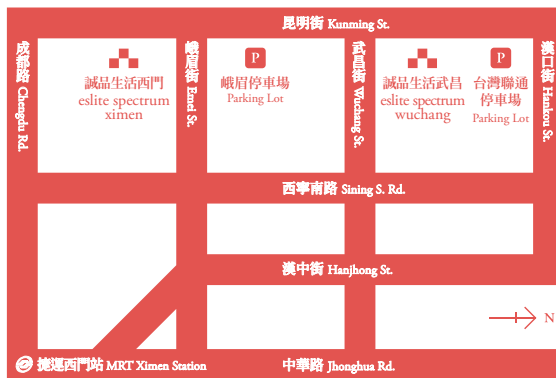 昆明街 Kunming St.
成都路 Chengdu Rd.
峨眉街 Emei St.
武昌街 Wuchang St.
漢口街 Hankou St.
誠品生活西門
eslite spectrum
ximen
P
峨眉停車場
Parking Lot
誠品生活武昌
eslite spectrum
wuchang
P
台灣聯通
停車場
Parking Lot
西寧南路 Sining S. Rd.
漢中街 Hanjhong St.
N
捷運西門站 MRT Ximen Station
中華路 Jhonghua Rd.